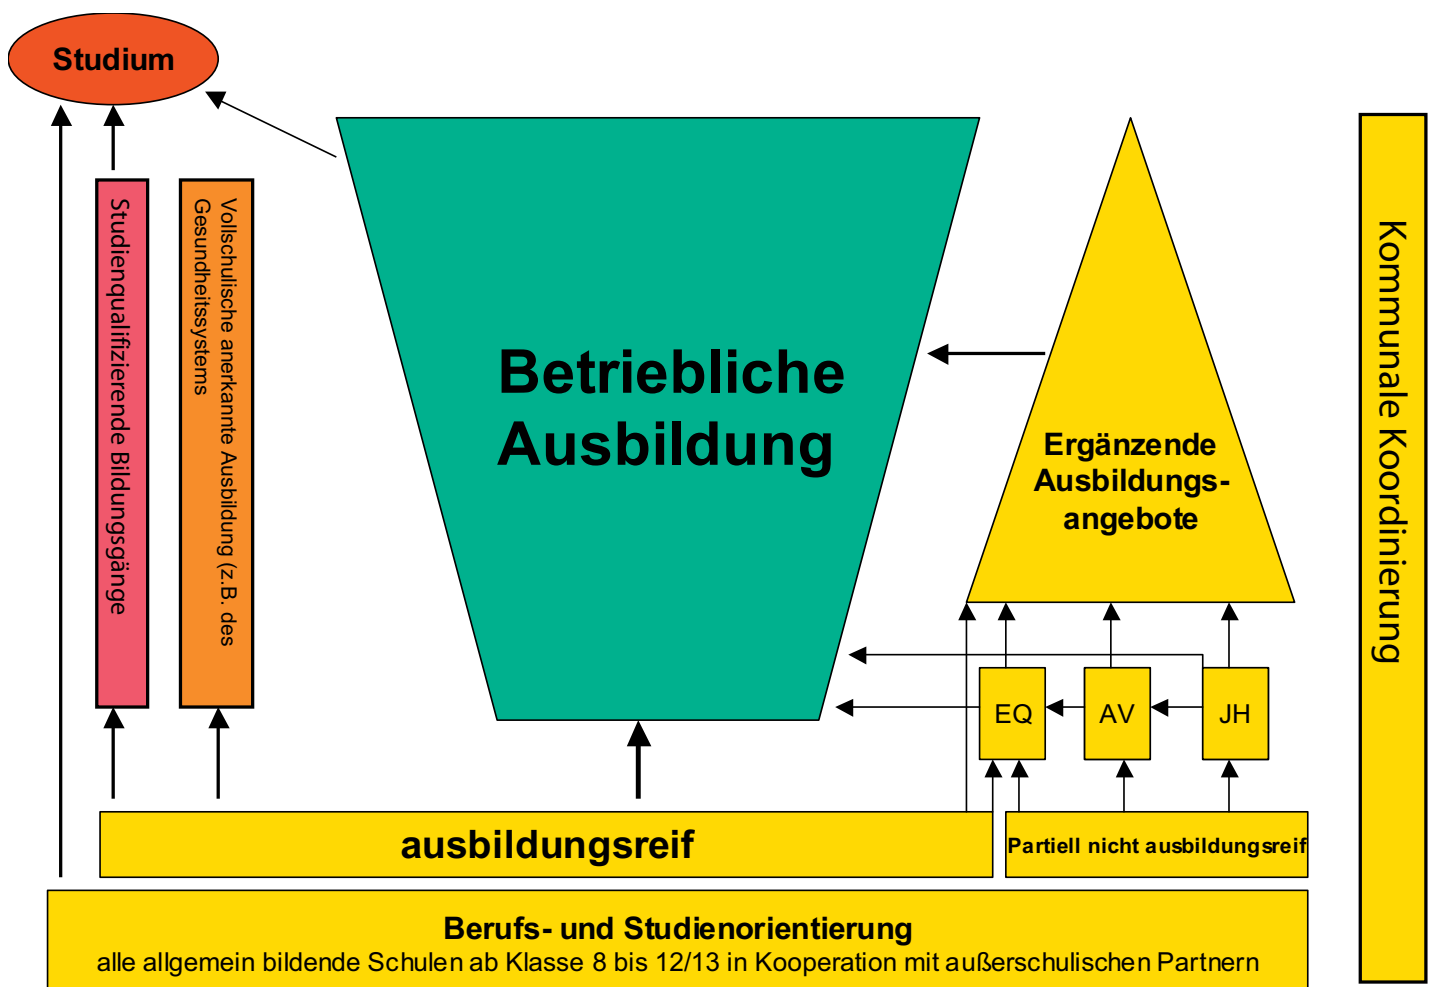 Studium
Studienqualifizierende Bildungsgänge
Vollschulische anerkannte Ausbildung (z.B. des
Gesundheitssystems
Betriebliche
Ausbildung
Ergänzende
Ausbildungs-
angebote
Kommunale Koordinierung
EQ
AV
JH
ausbildungsreif
Partiell nicht ausbildungsreif
Berufs- und Studienorientierung
alle allgemein bildende Schulen ab Klasse 8 bis 12/13 in Kooperation mit außerschulischen Partnern